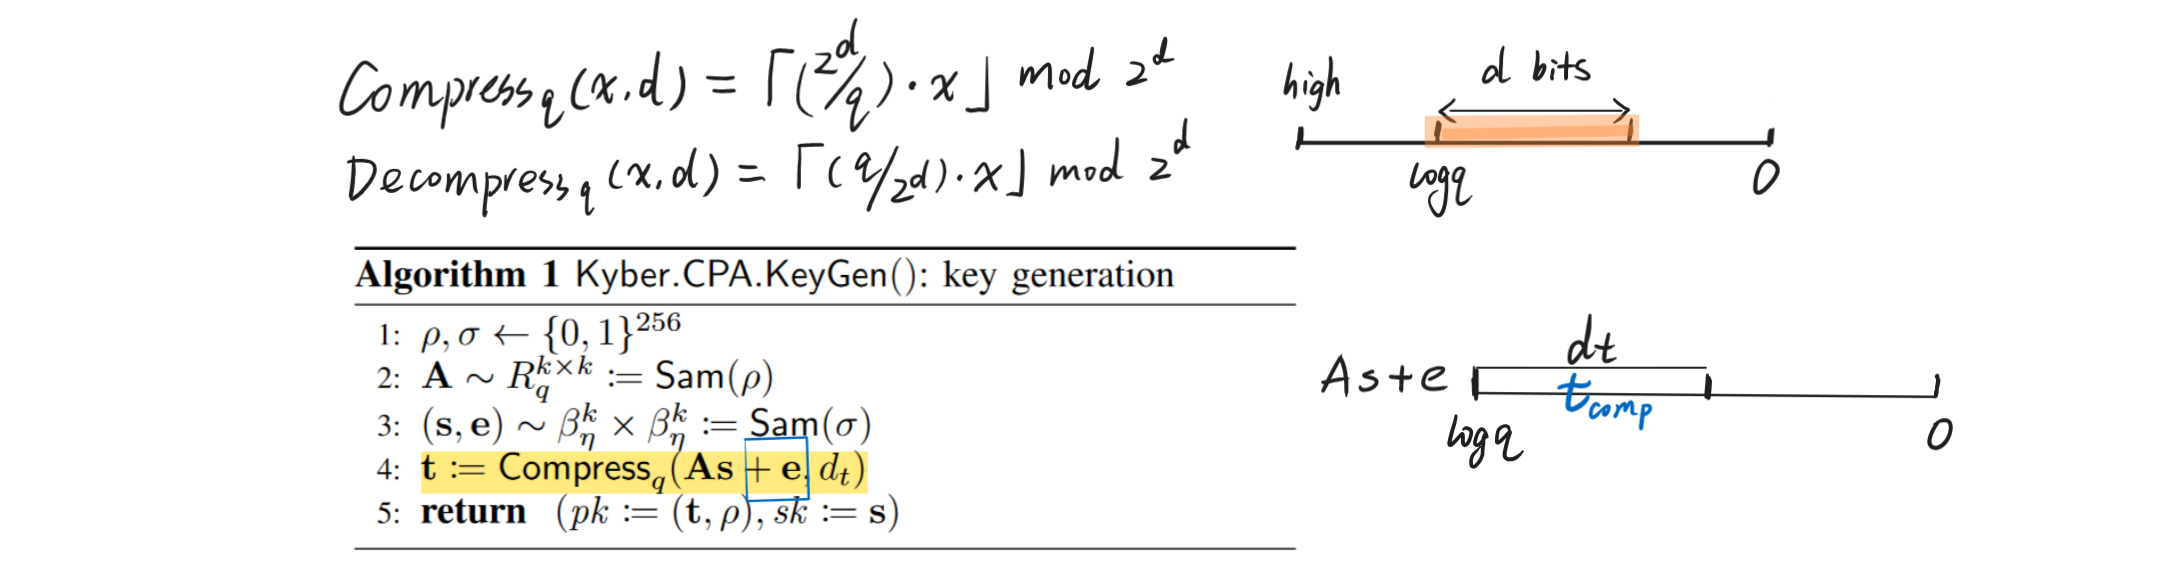 Compress_q(x,d) = ⌈(2^d/q)·x⌋ mod 2^d
Decompress_q(x,d) = ⌈(q/2^d)·x⌋ mod 2^d
high
d bits
log q
0
Algorithm 1 Kyber.CPA.KeyGen(): key generation
1: ρ, σ ← {0, 1}^256
2: A ∼ R_q^{k×k} := Sam(ρ)
3: (s, e) ∼ β_η^k × β_η^k := Sam(σ)
4: t := Compress_q(As + e, d_t)
5: return (pk := (t, ρ), sk := s)
As+e
dt
t_comp
log q
0